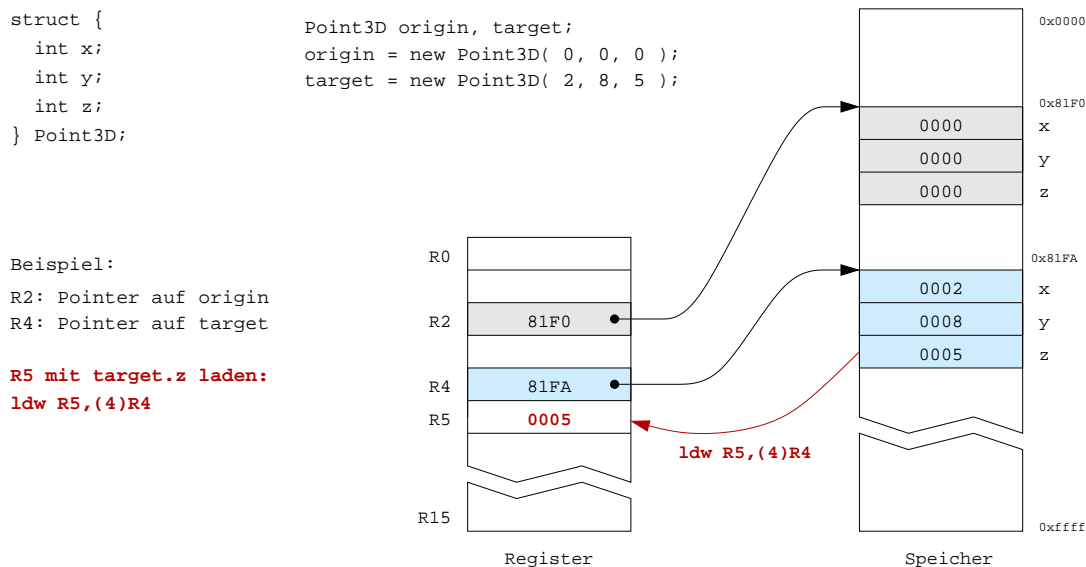 struct {
int x;
int y;
int z;
} Point3D;
Point3D origin, target;
origin = new Point3D( 0, 0, 0 );
target = new Point3D( 2, 8, 5 );
Beispiel:
R2: Pointer auf origin
R4: Pointer auf target
R5 mit target.z laden:
ldw R5,(4)R4
R0
R2 81F0
R4 81FA
R5 0005
R15
Register
ldw R5,(4)R4
0x0000
0x81F0
0000 x
0000 y
0000 z
0x81FA
0002 x
0008 y
0005 z
0xffff
Speicher